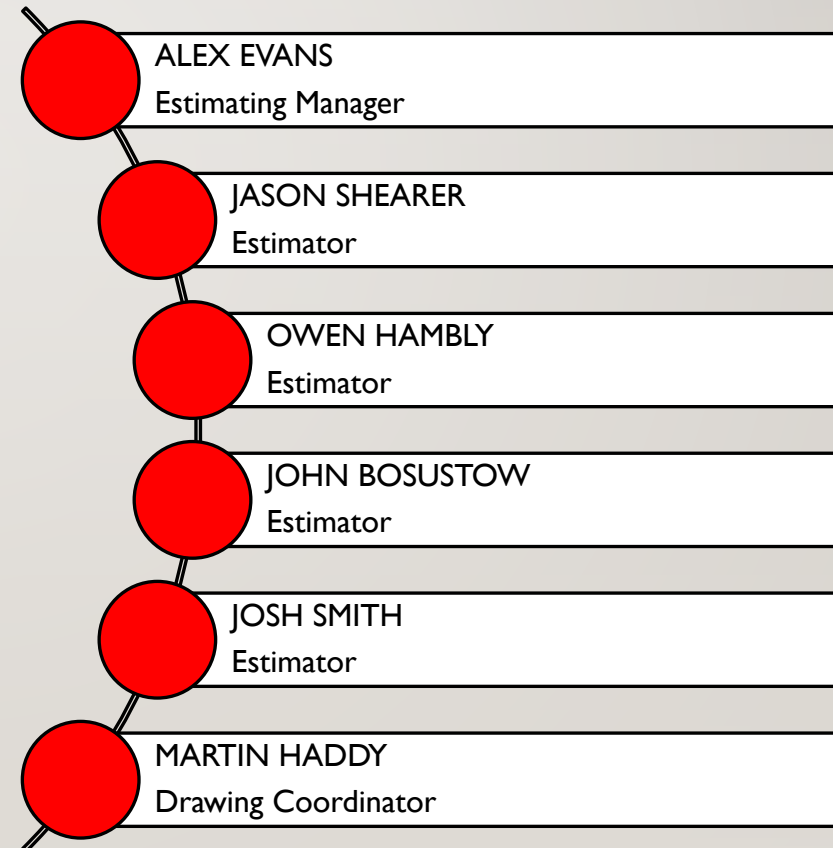 ALEX EVANS
Estimating Manager
JASON SHEARER
Estimator
OWEN HAMBLY
Estimator
JOHN BOSUSTOW
Estimator
JOSH SMITH
Estimator
MARTIN HADDY
Drawing Coordinator